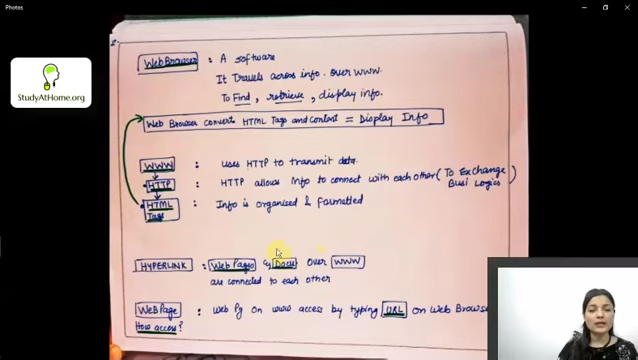 Photos
StudyAtHome.org
Web Browser : A software
It Travels across info. over WWW.
To Find, retrieve, display info.
Web Browser converts HTML Tags and content = Display Info
WWW : uses HTTP to transmit data.
HTTP : HTTP allows Info to connect with each other (To Exchange
Busi Logics)
HTML : Info is organized & formatted
Tags
HYPERLINK : Web Pages Docs over WWW
are connected to each other
Web Page : Web Pg on www access by typing URL on Web Browse
How access?